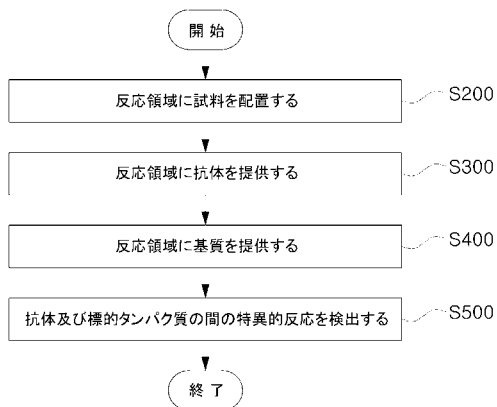 開始
反応領域に試料を配置する
S200
反応領域に抗体を提供する
S300
反応領域に基質を提供する
S400
抗体及び標的タンパク質の間の特異的反応を検出する
S500
終了